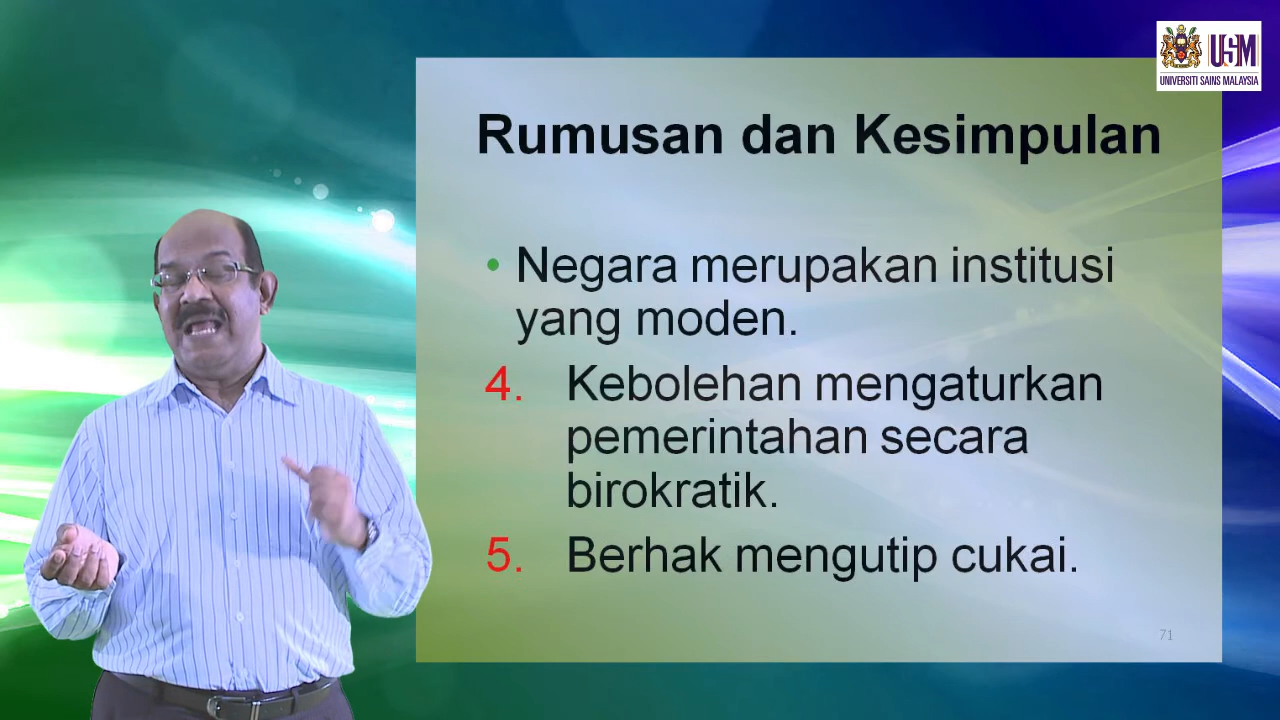 USM
UNIVERSITI SAINS MALAYSIA
Rumusan dan Kesimpulan
• Negara merupakan institusi
yang moden.
4. Kebolehan mengaturkan
pemerintahan secara
birokratik.
5. Berhak mengutip cukai.
71